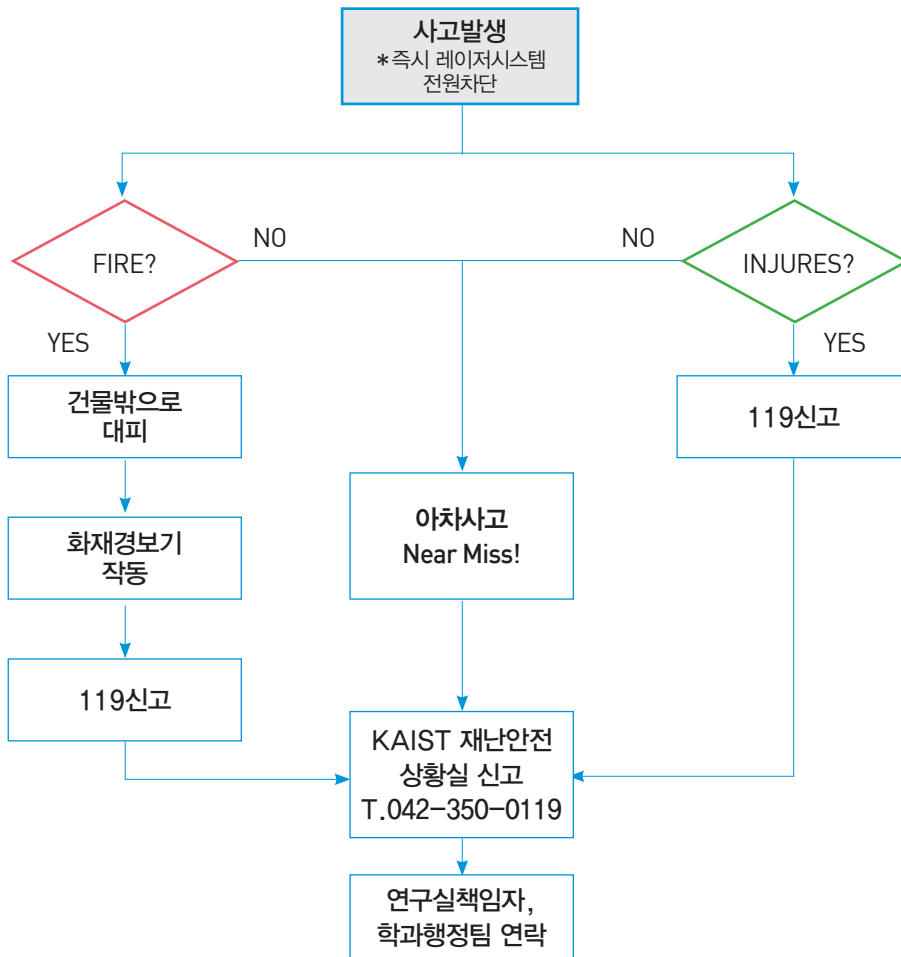 사고발생
*즉시 레이저시스템
전원차단
FIRE?
NO
NO
INJURES?
YES
YES
건물밖으로
대피
119신고
화재경보기
작동
아차사고
Near Miss!
119신고
KAIST 재난안전
상황실 신고
T.042-350-0119
연구실책임자,
학과행정팀 연락